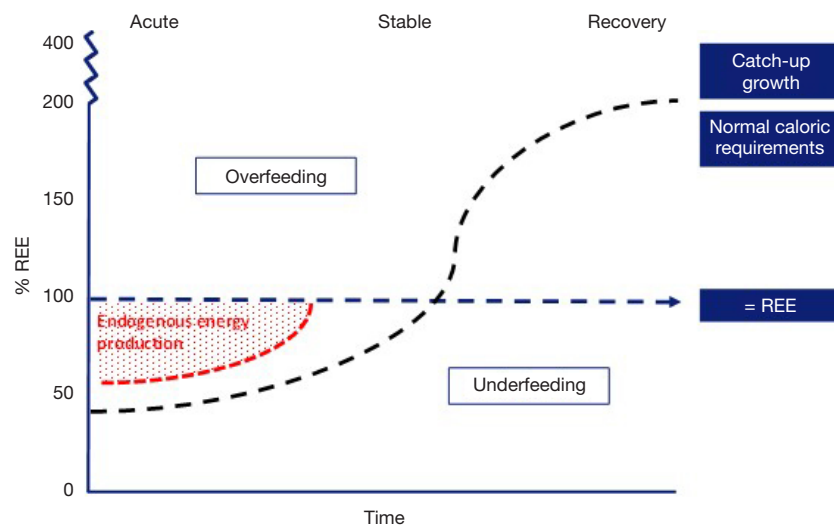 Acute
Stable
Recovery
400
200
150
100
50
0
% REE
Overfeeding
Endogenous energy
production
Underfeeding
Catch-up
growth
Normal caloric
requirements
= REE
Time